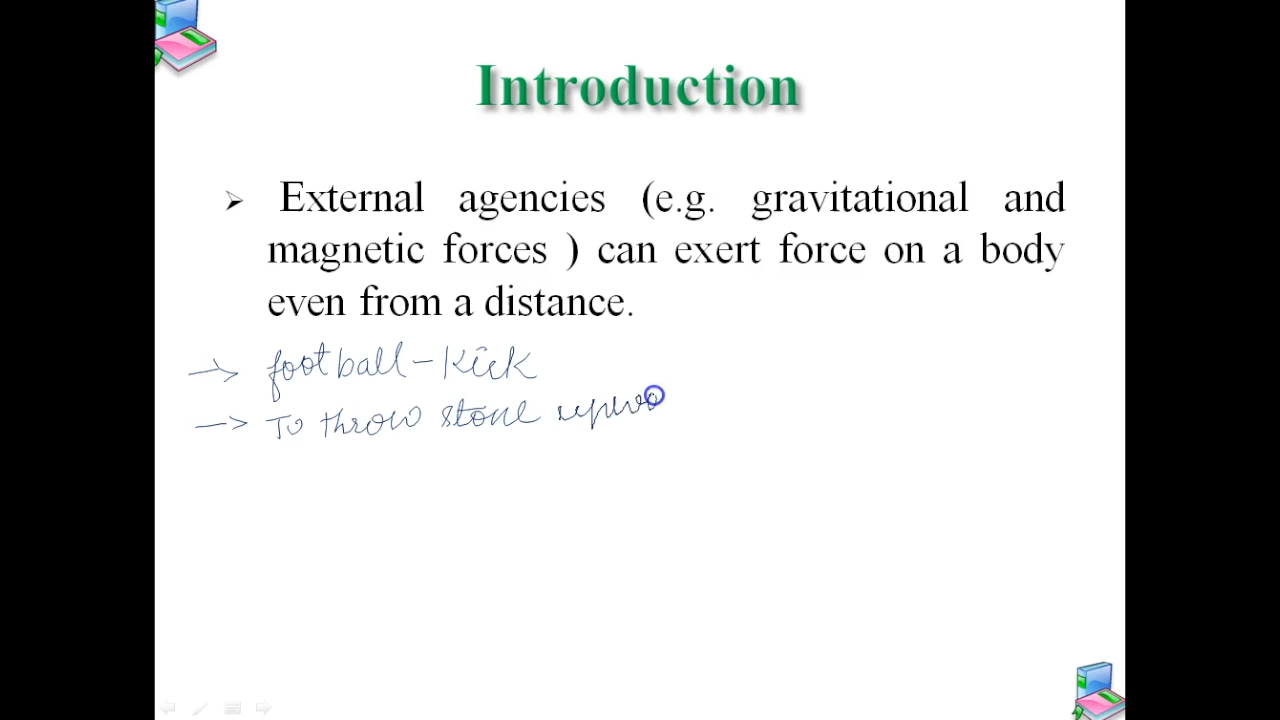 Introduction
➢ External agencies (e.g. gravitational and
magnetic forces ) can exert force on a body
even from a distance.
→ football - Kick
→ To throw stone